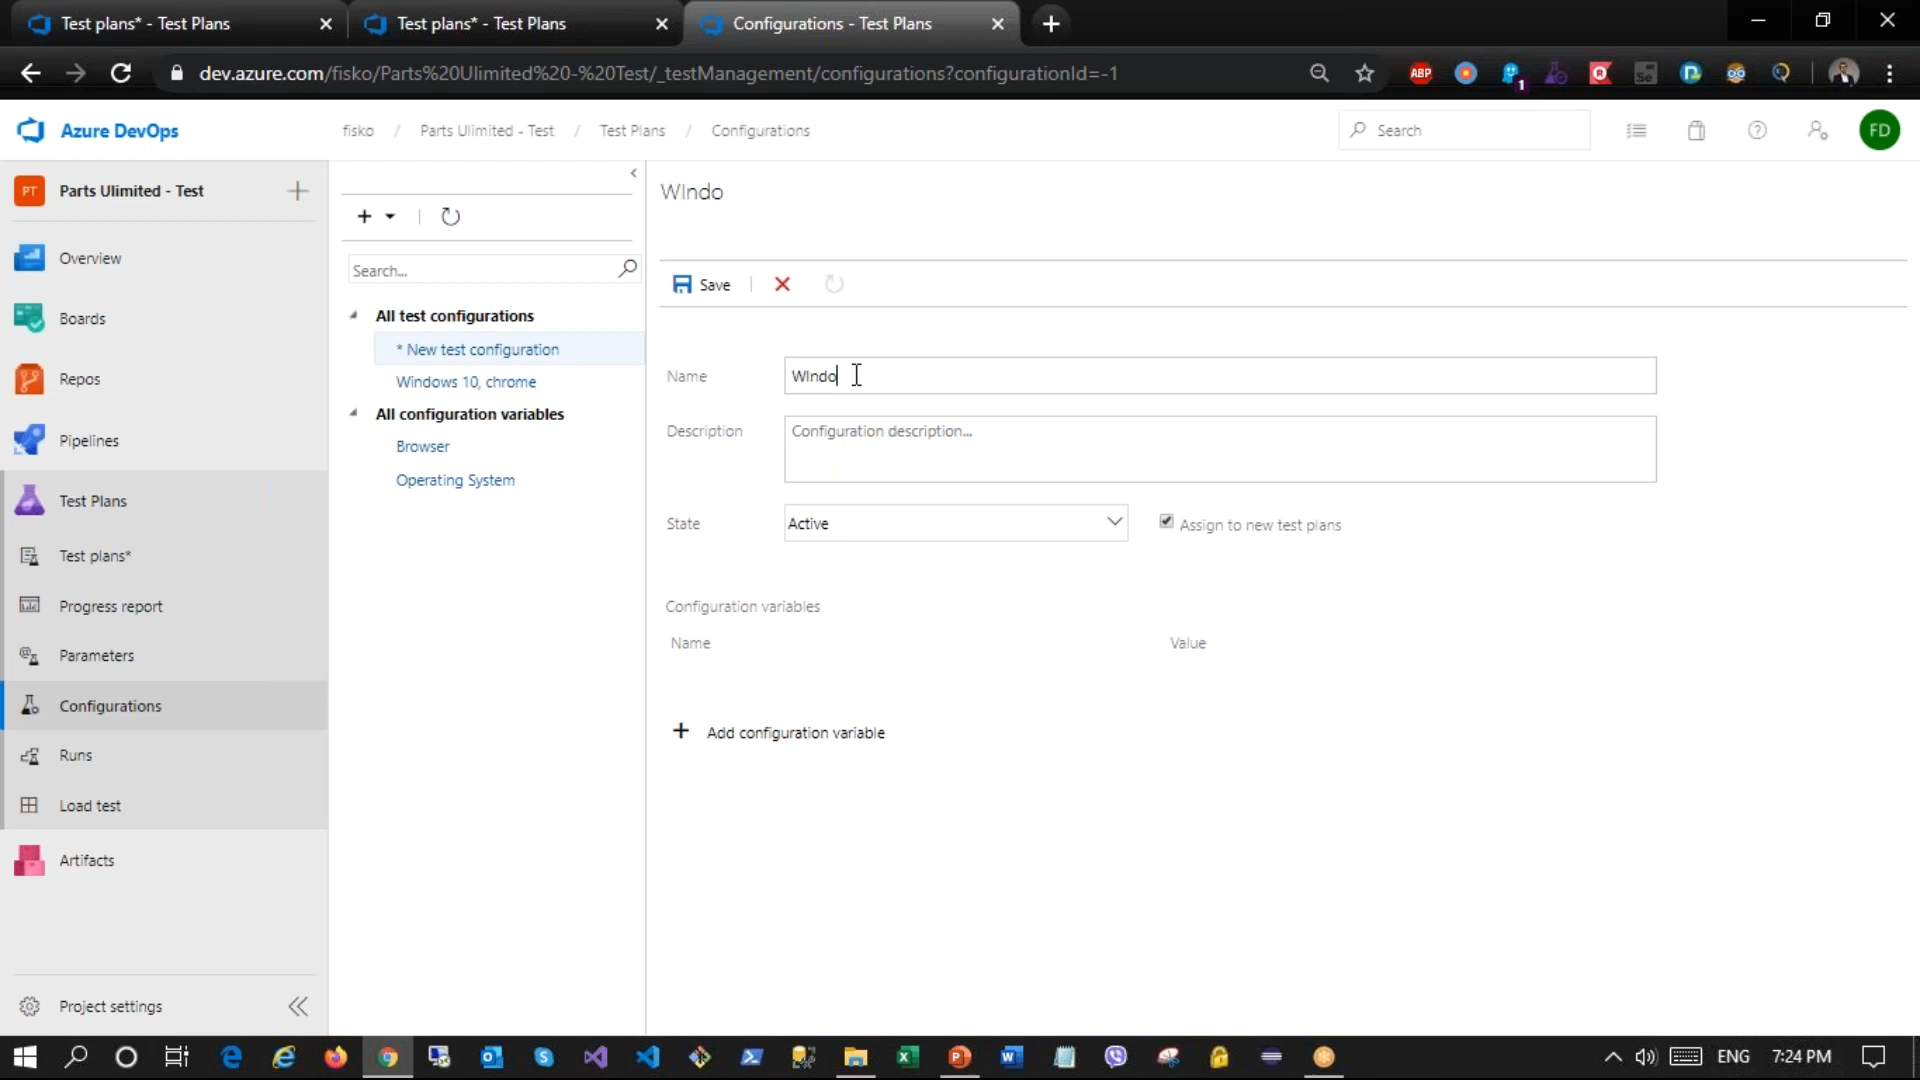 Test plans* - Test Plans
Test plans* - Test Plans
Configurations - Test Plans
dev.azure.com/fisko/Parts%20Ulimited%20-%20Test/_testManagement/configurations?configurationId=-1
ABP
1
Se
Azure DevOps
fisko / Parts Ulimited - Test / Test Plans / Configurations
Search
FD
PT
Parts Ulimited - Test
Overview
Boards
Repos
Pipelines
Test Plans
Test plans*
Progress report
Parameters
Configurations
Runs
Load test
Artifacts
Project settings
Search...
All test configurations
* New test configuration
Windows 10, chrome
All configuration variables
Browser
Operating System
WIndo
Save
Name
WIndo
Description
Configuration description...
State
Active
Assign to new test plans
Configuration variables
Name
Value
Add configuration variable
ENG
7:24 PM